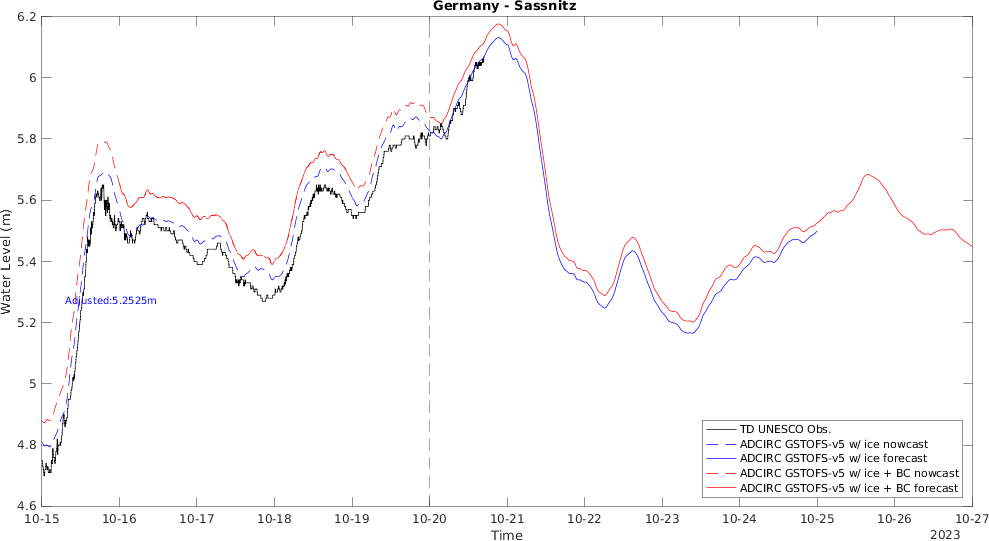 Germany - Sassnitz
6.2
6
5.8
5.6
5.4
5.2
5
4.8
4.6
Water Level (m)
Adjusted:5.2525m
TD UNESCO Obs.
ADCIRC GSTOFS-v5 w/ ice nowcast
ADCIRC GSTOFS-v5 w/ ice forecast
ADCIRC GSTOFS-v5 w/ ice + BC nowcast
ADCIRC GSTOFS-v5 w/ ice + BC forecast
10-15 10-16 10-17 10-18 10-19 10-20 10-21 10-22 10-23 10-24 10-25 10-26 10-27
Time
2023